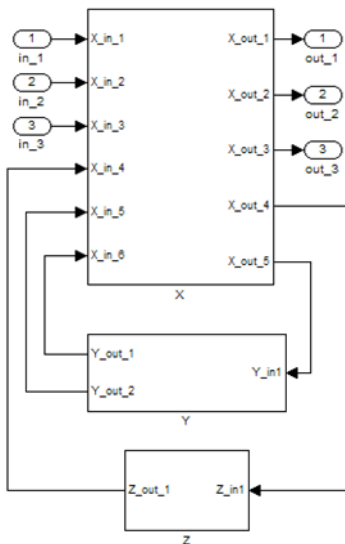 1 X_in_1 X_out_1 1
in_1 out_1
2 X_in_2 X_out_2 2
in_2 out_2
3 X_in_3 X_out_3 3
in_3 out_3
X_in_4 X_out_4
X_in_5
X_in_6 X_out_5
X
Y_out_1
Y_in1
Y_out_2
Y
Z_out_1 Z_in1
Z